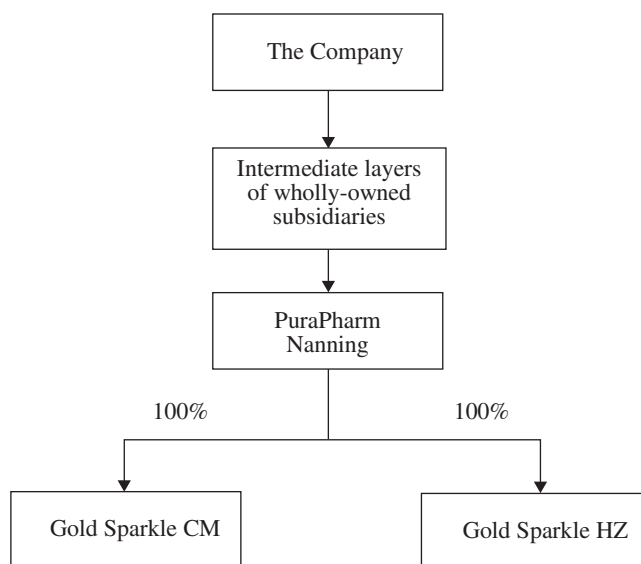 The Company
Intermediate layers
of wholly-owned
subsidiaries
PuraPharm
Nanning
100%
100%
Gold Sparkle CM
Gold Sparkle HZ